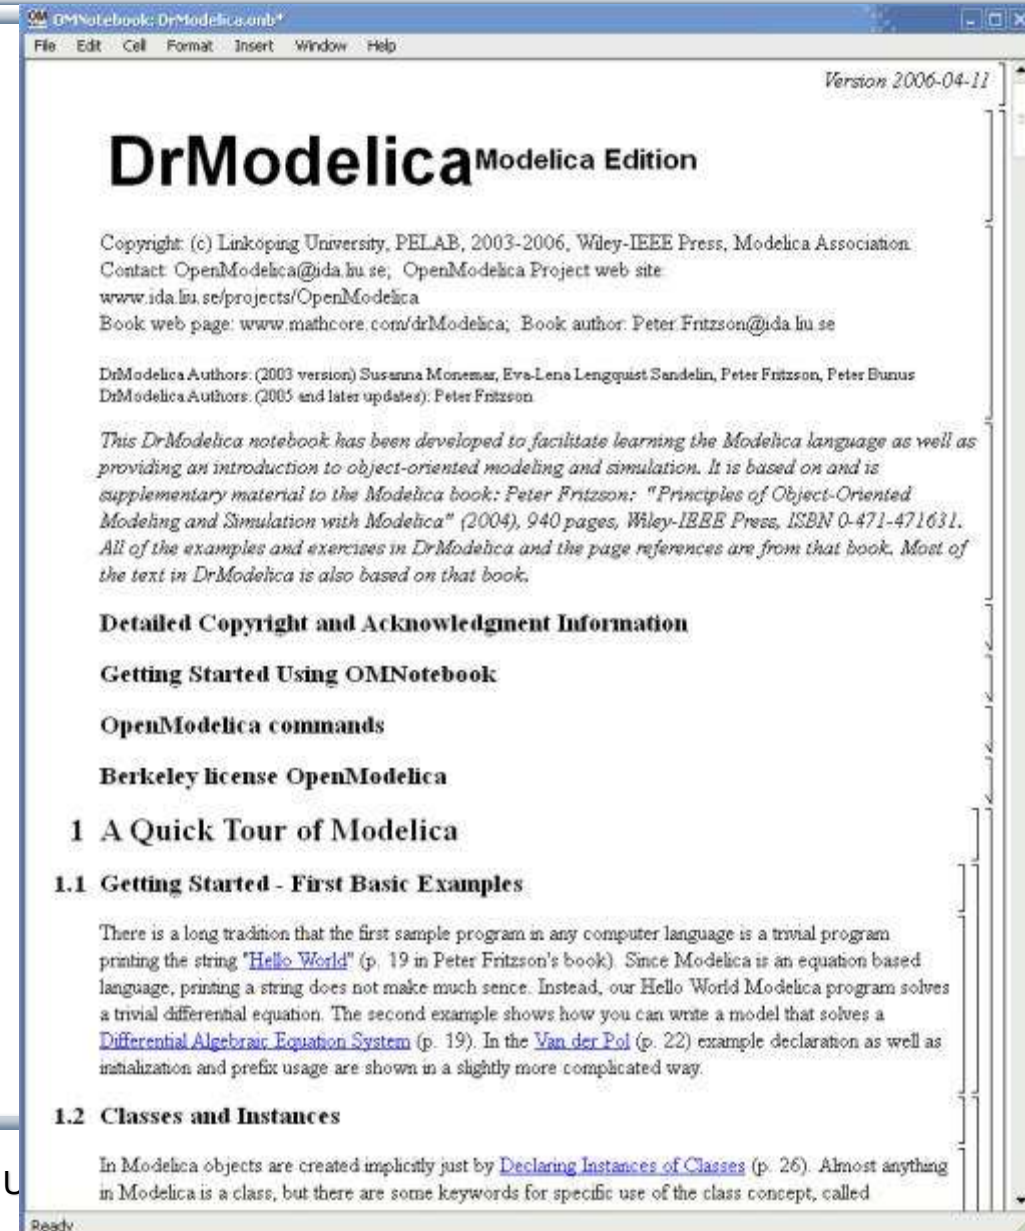 OMNotebook: DrModelica.onb*
File Edit Cell Format Insert Window Help
Version 2006-04-11
DrModelica Modelica Edition
Copyright: (c) Linköping University, PELAB, 2003-2006, Wiley-IEEE Press, Modelica Association.
Contact: OpenModelica@ida.liu.se; OpenModelica Project web site:
www.ida.liu.se/projects/OpenModelica
Book web page: www.mathcore.com/drModelica; Book author: Peter.Fritzson@ida.liu.se
DrModelica Authors: (2003 version) Susanna Monemar, Eva-Lena Lengquist Sandelin, Peter Fritzson, Peter Bunus
DrModelica Authors: (2005 and later updates): Peter Fritzson
This DrModelica notebook has been developed to facilitate learning the Modelica language as well as
providing an introduction to object-oriented modeling and simulation. It is based on and is
supplementary material to the Modelica book: Peter Fritzson: "Principles of Object-Oriented
Modeling and Simulation with Modelica" (2004), 940 pages, Wiley-IEEE Press, ISBN 0-471-471631.
All of the examples and exercises in DrModelica and the page references are from that book. Most of
the text in DrModelica is also based on that book.
Detailed Copyright and Acknowledgment Information
Getting Started Using OMNotebook
OpenModelica commands
Berkeley license OpenModelica
1 A Quick Tour of Modelica
1.1 Getting Started - First Basic Examples
There is a long tradition that the first sample program in any computer language is a trivial program
printing the string "Hello World" (p. 19 in Peter Fritzson's book). Since Modelica is an equation based
language, printing a string does not make much sence. Instead, our Hello World Modelica program solves
a trivial differential equation. The second example shows how you can write a model that solves a
Differential Algebraic Equation System (p. 19). In the Van der Pol (p. 22) example declaration as well as
initialization and prefix usage are shown in a slightly more complicated way.
1.2 Classes and Instances
In Modelica objects are created implicitly just by Declaring Instances of Classes (p. 26). Almost anything
in Modelica is a class, but there are some keywords for specific use of the class concept, called
U
Ready